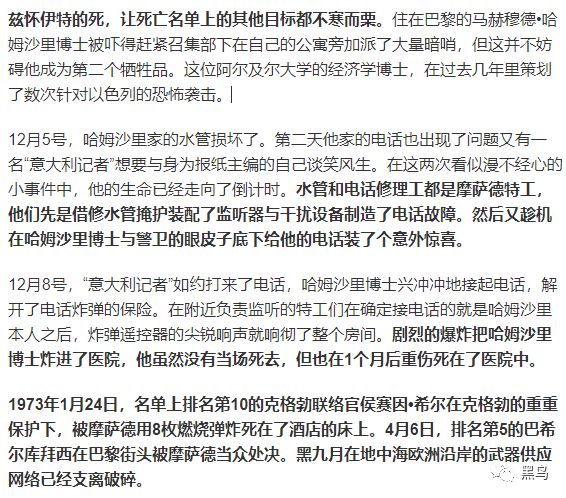 兹怀伊特的死，让死亡名单上的其他目标都不寒而栗。住在巴黎的马赫穆德•哈
姆沙里博士被吓得赶紧召集部下在自己的公寓旁加派了大量暗哨，但这并不妨
碍他成为第二个牺牲品。这位阿尔及尔大学的经济学博士，在过去几年里策划
了数次针对以色列的恐怖袭击。
12月5号，哈姆沙里家的水管损坏了。第二天他家的电话也出现了问题又有一
名“意大利记者”想要与身为报纸主编的自己谈笑风生。在这两次看似漫不经心的
小事件中，他的生命已经走向了倒计时。水管和电话修理工都是摩萨德特工，
他们先是借修水管掩护装配了监听器与干扰设备制造了电话故障。然后又趁机
在哈姆沙里博士与警卫的眼皮子底下给他的电话装了个意外惊喜。
12月8号，“意大利记者”如约打来了电话，哈姆沙里博士兴冲冲地接起电话，解
开了电话炸弹的保险。在附近负责监听的特工们在确定接电话的就是哈姆沙里
本人之后，炸弹遥控器的尖锐响声就响彻了整个房间。剧烈的爆炸把哈姆沙里
博士炸进了医院，他虽然没有当场死去，但也在1个月后重伤死在了医院中。
1973年1月24日，名单上排名第10的克格勃联络官侯赛因•希尔在克格勃的重重
保护下，被摩萨德用8枚燃烧弹炸死在了酒店的床上。4月6日，排名第5的巴希
尔库拜西在巴黎街头被摩萨德当众处决。黑九月在地中海欧洲沿岸的武器供应
网络已经支离破碎。
黑鸟